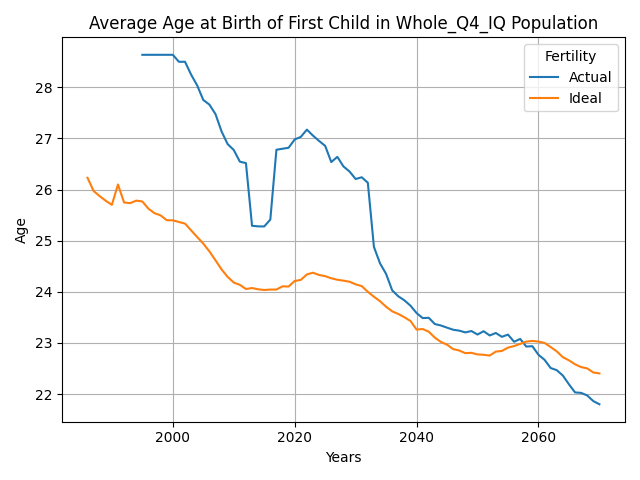 Average Age at Birth of First Child in Whole_Q4_IQ Population
Fertility
Actual
Ideal
28
27
26
25
24
23
22
Age
2000
2020
2040
2060
Years